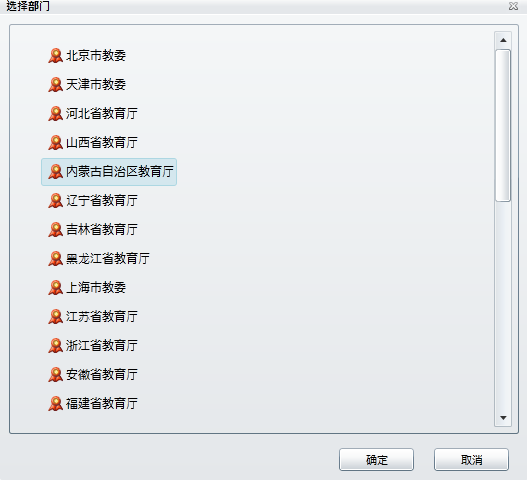 选择部门
北京市教委
天津市教委
河北省教育厅
山西省教育厅
内蒙古自治区教育厅
辽宁省教育厅
吉林省教育厅
黑龙江省教育厅
上海市教委
江苏省教育厅
浙江省教育厅
安徽省教育厅
福建省教育厅
确定
取消